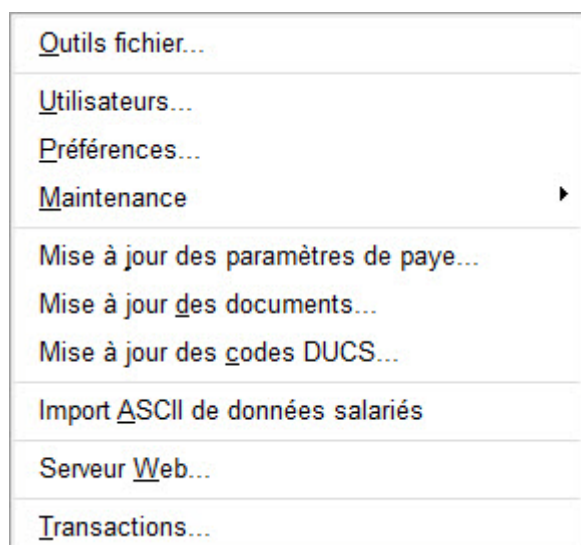 Outils fichier...
Utilisateurs...
Préférences...
Maintenance
Mise à jour des paramètres de paye...
Mise à jour des documents...
Mise à jour des codes DUCS...
Import ASCII de données salariés
Serveur Web...
Transactions...